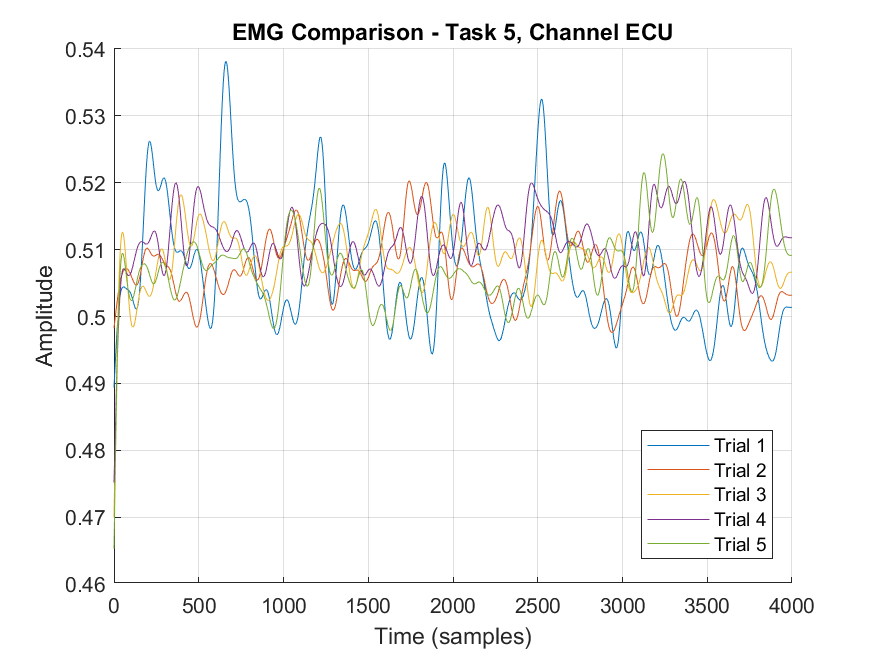 EMG Comparison - Task 5, Channel ECU
0.54
0.53
0.52
0.51
0.5
0.49
0.48
0.47
0.46
Amplitude
0 500 1000 1500 2000 2500 3000 3500 4000
Time (samples)
Trial 1
Trial 2
Trial 3
Trial 4
Trial 5